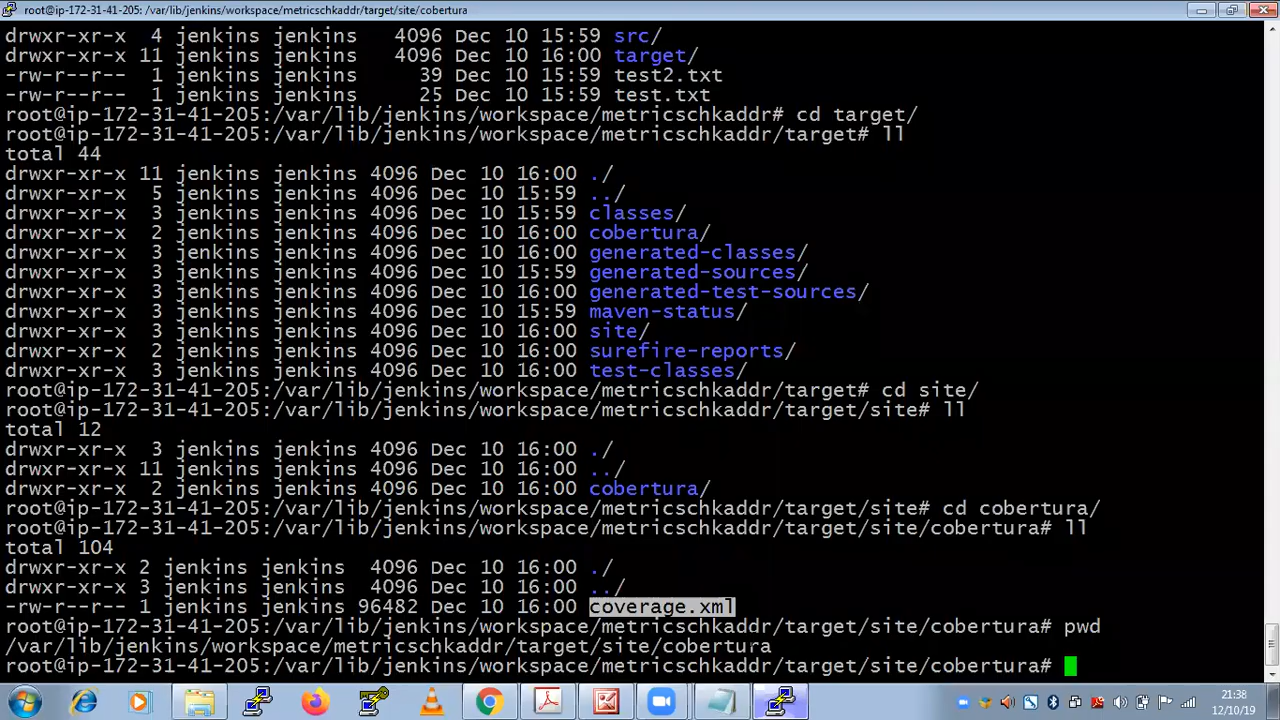 root@ip-172-31-41-205: /var/lib/jenkins/workspace/metricschkaddr/target/site/cobertura
drwxr-xr-x  4 jenkins jenkins   4096 Dec 10 15:59 src/
drwxr-xr-x 11 jenkins jenkins   4096 Dec 10 16:00 target/
-rw-r--r--  1 jenkins jenkins     39 Dec 10 15:59 test2.txt
-rw-r--r--  1 jenkins jenkins     25 Dec 10 15:59 test.txt
root@ip-172-31-41-205:/var/lib/jenkins/workspace/metricschkaddr# cd target/
root@ip-172-31-41-205:/var/lib/jenkins/workspace/metricschkaddr/target# ll
total 44
drwxr-xr-x 11 jenkins jenkins 4096 Dec 10 16:00 ./
drwxr-xr-x  5 jenkins jenkins 4096 Dec 10 15:59 ../
drwxr-xr-x  3 jenkins jenkins 4096 Dec 10 15:59 classes/
drwxr-xr-x  2 jenkins jenkins 4096 Dec 10 16:00 cobertura/
drwxr-xr-x  3 jenkins jenkins 4096 Dec 10 16:00 generated-classes/
drwxr-xr-x  3 jenkins jenkins 4096 Dec 10 15:59 generated-sources/
drwxr-xr-x  3 jenkins jenkins 4096 Dec 10 16:00 generated-test-sources/
drwxr-xr-x  3 jenkins jenkins 4096 Dec 10 15:59 maven-status/
drwxr-xr-x  3 jenkins jenkins 4096 Dec 10 16:00 site/
drwxr-xr-x  2 jenkins jenkins 4096 Dec 10 16:00 surefire-reports/
drwxr-xr-x  3 jenkins jenkins 4096 Dec 10 16:00 test-classes/
root@ip-172-31-41-205:/var/lib/jenkins/workspace/metricschkaddr/target# cd site/
root@ip-172-31-41-205:/var/lib/jenkins/workspace/metricschkaddr/target/site# ll
total 12
drwxr-xr-x  3 jenkins jenkins 4096 Dec 10 16:00 ./
drwxr-xr-x 11 jenkins jenkins 4096 Dec 10 16:00 ../
drwxr-xr-x  2 jenkins jenkins 4096 Dec 10 16:00 cobertura/
root@ip-172-31-41-205:/var/lib/jenkins/workspace/metricschkaddr/target/site# cd cobertura/
root@ip-172-31-41-205:/var/lib/jenkins/workspace/metricschkaddr/target/site/cobertura# ll
total 104
drwxr-xr-x 2 jenkins jenkins  4096 Dec 10 16:00 ./
drwxr-xr-x 3 jenkins jenkins  4096 Dec 10 16:00 ../
-rw-r--r-- 1 jenkins jenkins 96482 Dec 10 16:00 coverage.xml
root@ip-172-31-41-205:/var/lib/jenkins/workspace/metricschkaddr/target/site/cobertura# pwd
/var/lib/jenkins/workspace/metricschkaddr/target/site/cobertura
root@ip-172-31-41-205:/var/lib/jenkins/workspace/metricschkaddr/target/site/cobertura#
21:38
12/10/19